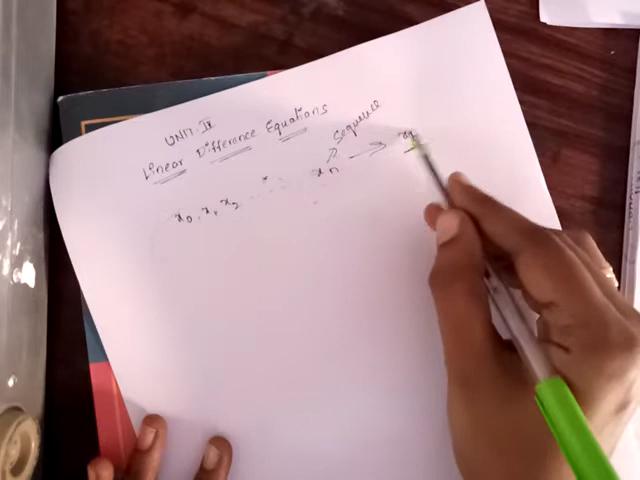 UNIT-IV
Linear Difference Equations
x₀, x₁, x₂ ...... xₙ → Sequence →